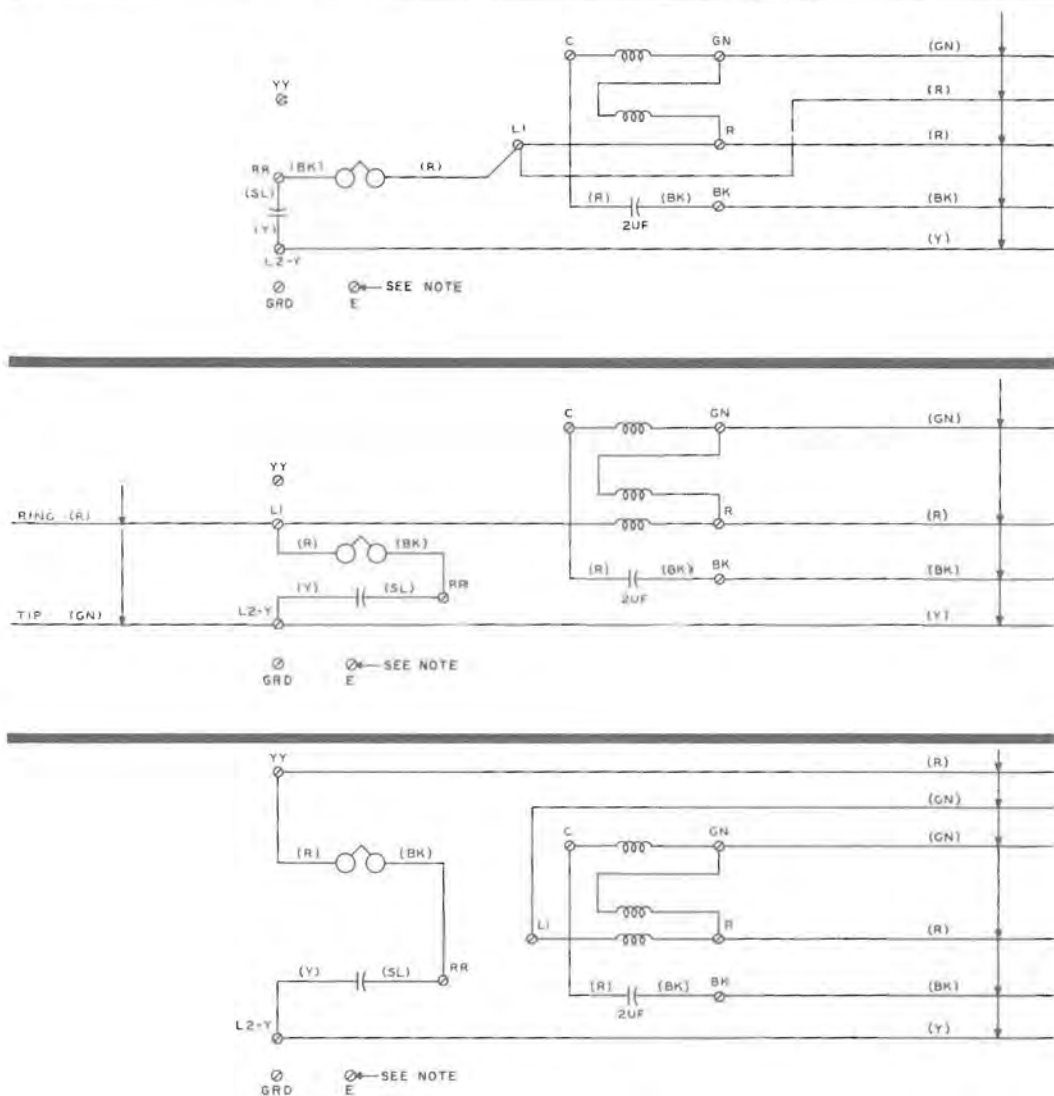 C GN (GN)
YY (R)
L1 R (R)
RR (BK) (R)
(SL) (R) (BK) BK (BK)
2UF
(Y) (Y)
L2-Y
SEE NOTE
GRD E
C GN (GN)
YY
RING (R) L1 R (R)
(R) (BK) (R) (BK) BK (BK)
(Y) (SL) RR 2UF
TIP (GN) L2-Y (Y)
SEE NOTE
GRD E
YY (R)
(GN)
C GN (GN)
(R) (BK)
L1 R (R)
(Y) (SL) RR (R) (BK) BK (BK)
2UF
L2-Y (Y)
SEE NOTE
GRD E